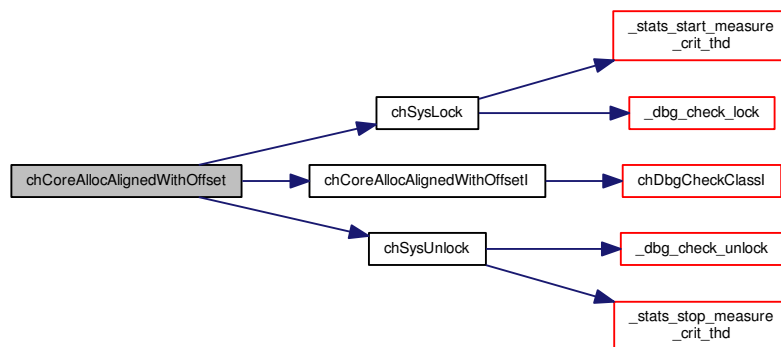 _stats_start_measure
_crit_thd
chSysLock
_dbg_check_lock
chCoreAllocAlignedWithOffset
chCoreAllocAlignedWithOffsetI
chDbgCheckClassI
chSysUnlock
_dbg_check_unlock
_stats_stop_measure
_crit_thd